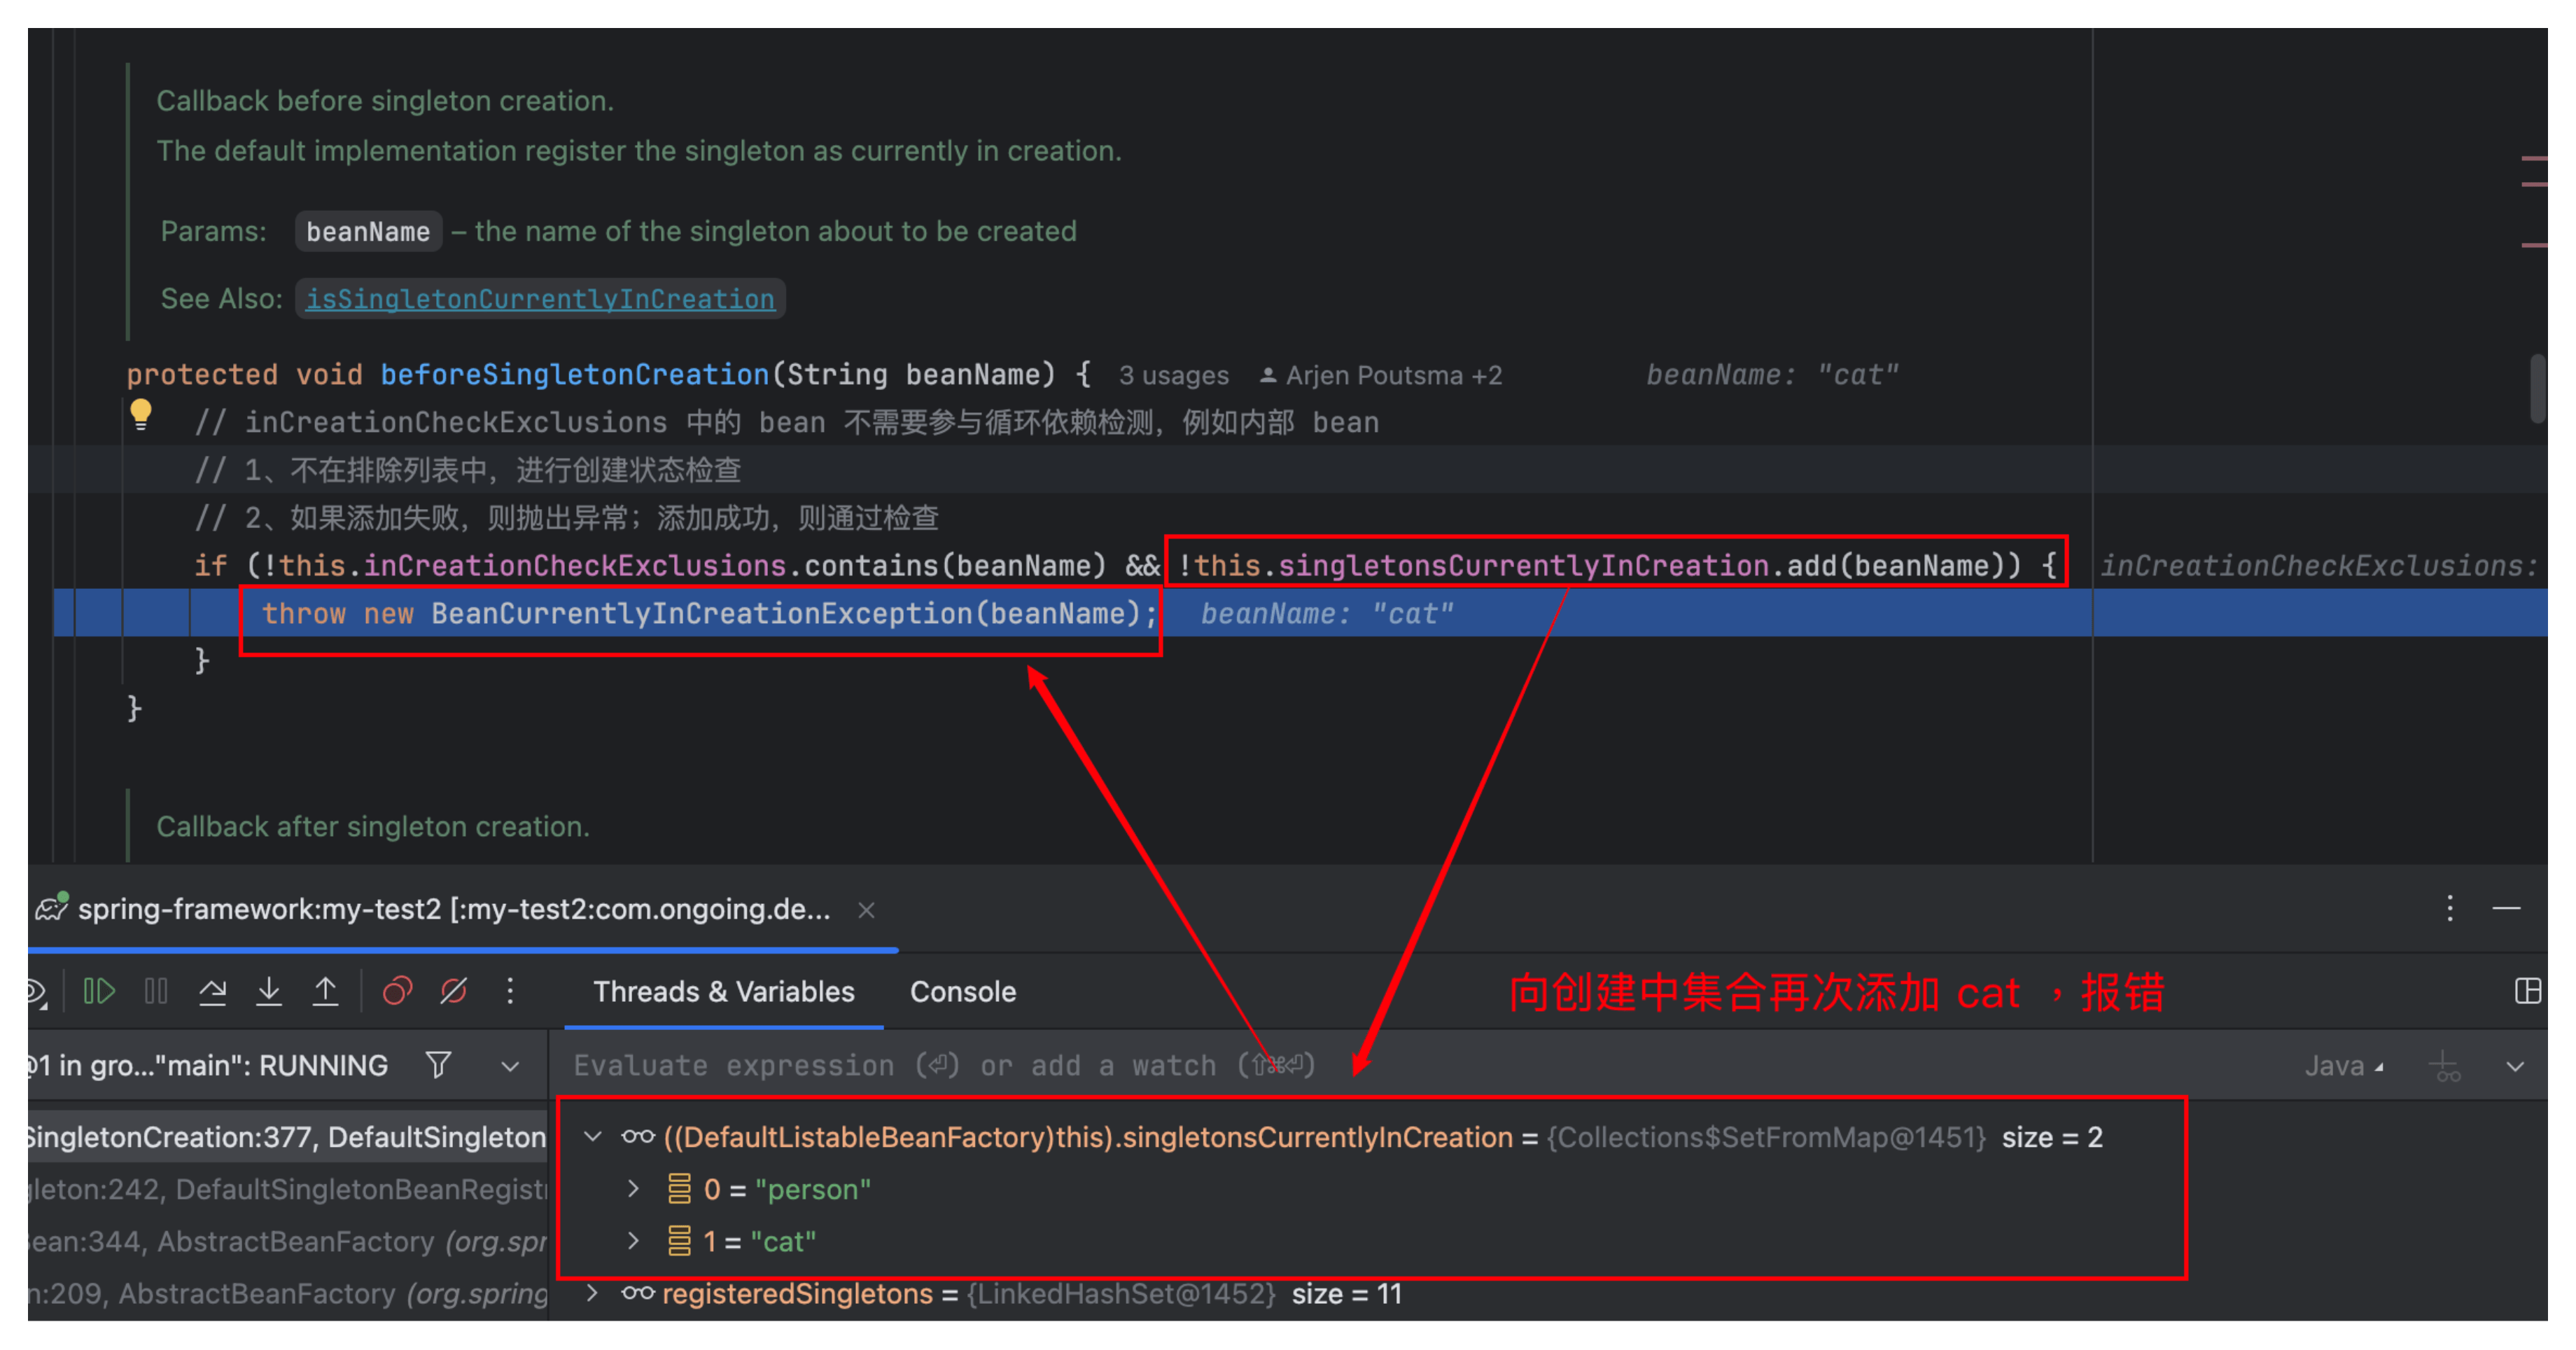 Callback before singleton creation.
The default implementation register the singleton as currently in creation.
Params: beanName – the name of the singleton about to be created
See Also: isSingletonCurrentlyInCreation
protected void beforeSingletonCreation(String beanName) { 3 usages Arjen Poutsma +2 beanName: "cat"
// inCreationCheckExclusions 中的 bean 不需要参与循环依赖检测，例如内部 bean
// 1、不在排除列表中，进行创建状态检查
// 2、如果添加失败，则抛出异常；添加成功，则通过检查
if (!this.inCreationCheckExclusions.contains(beanName) && !this.singletonsCurrentlyInCreation.add(beanName)) { inCreationCheckExclusions:
throw new BeanCurrentlyInCreationException(beanName); beanName: "cat"
}
}
Callback after singleton creation.
spring-framework:my-test2 [:my-test2:com.ongoing.de...
Threads & Variables Console
向创建中集合再次添加 cat ，报错
@1 in gro..."main": RUNNING
Evaluate expression (⏎) or add a watch (⇧⌘⏎) Java
SingletonCreation:377, DefaultSingleton
gleton:242, DefaultSingletonBeanRegist
Bean:344, AbstractBeanFactory (org.spr
n:209, AbstractBeanFactory (org.spring
((DefaultListableBeanFactory)this).singletonsCurrentlyInCreation = {Collections$SetFromMap@1451} size = 2
0 = "person"
1 = "cat"
registeredSingletons = {LinkedHashSet@1452} size = 11